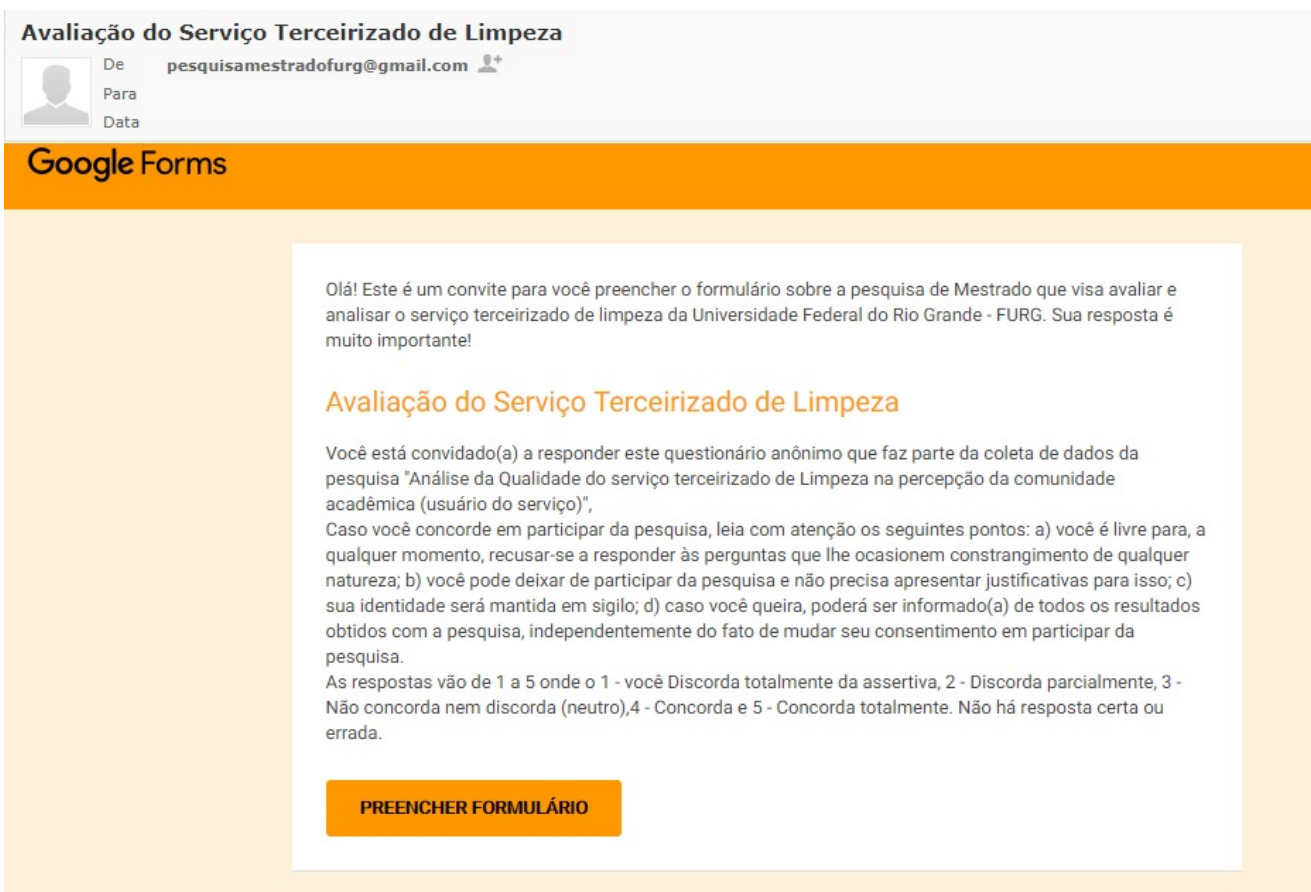 Avaliação do Serviço Terceirizado de Limpeza
De pesquisamestradofurg@gmail.com
Para
Data
Google Forms
Olá! Este é um convite para você preencher o formulário sobre a pesquisa de Mestrado que visa avaliar e
analisar o serviço terceirizado de limpeza da Universidade Federal do Rio Grande - FURG. Sua resposta é
muito importante!
Avaliação do Serviço Terceirizado de Limpeza
Você está convidado(a) a responder este questionário anônimo que faz parte da coleta de dados da
pesquisa "Análise da Qualidade do serviço terceirizado de Limpeza na percepção da comunidade
acadêmica (usuário do serviço)",
Caso você concorde em participar da pesquisa, leia com atenção os seguintes pontos: a) você é livre para, a
qualquer momento, recusar-se a responder às perguntas que lhe ocasionem constrangimento de qualquer
natureza; b) você pode deixar de participar da pesquisa e não precisa apresentar justificativas para isso; c)
sua identidade será mantida em sigilo; d) caso você queira, poderá ser informado(a) de todos os resultados
obtidos com a pesquisa, independentemente do fato de mudar seu consentimento em participar da
pesquisa.
As respostas vão de 1 a 5 onde o 1 - você Discorda totalmente da assertiva, 2 - Discorda parcialmente, 3 -
Não concorda nem discorda (neutro),4 - Concorda e 5 - Concorda totalmente. Não há resposta certa ou
errada.
PREENCHER FORMULÁRIO